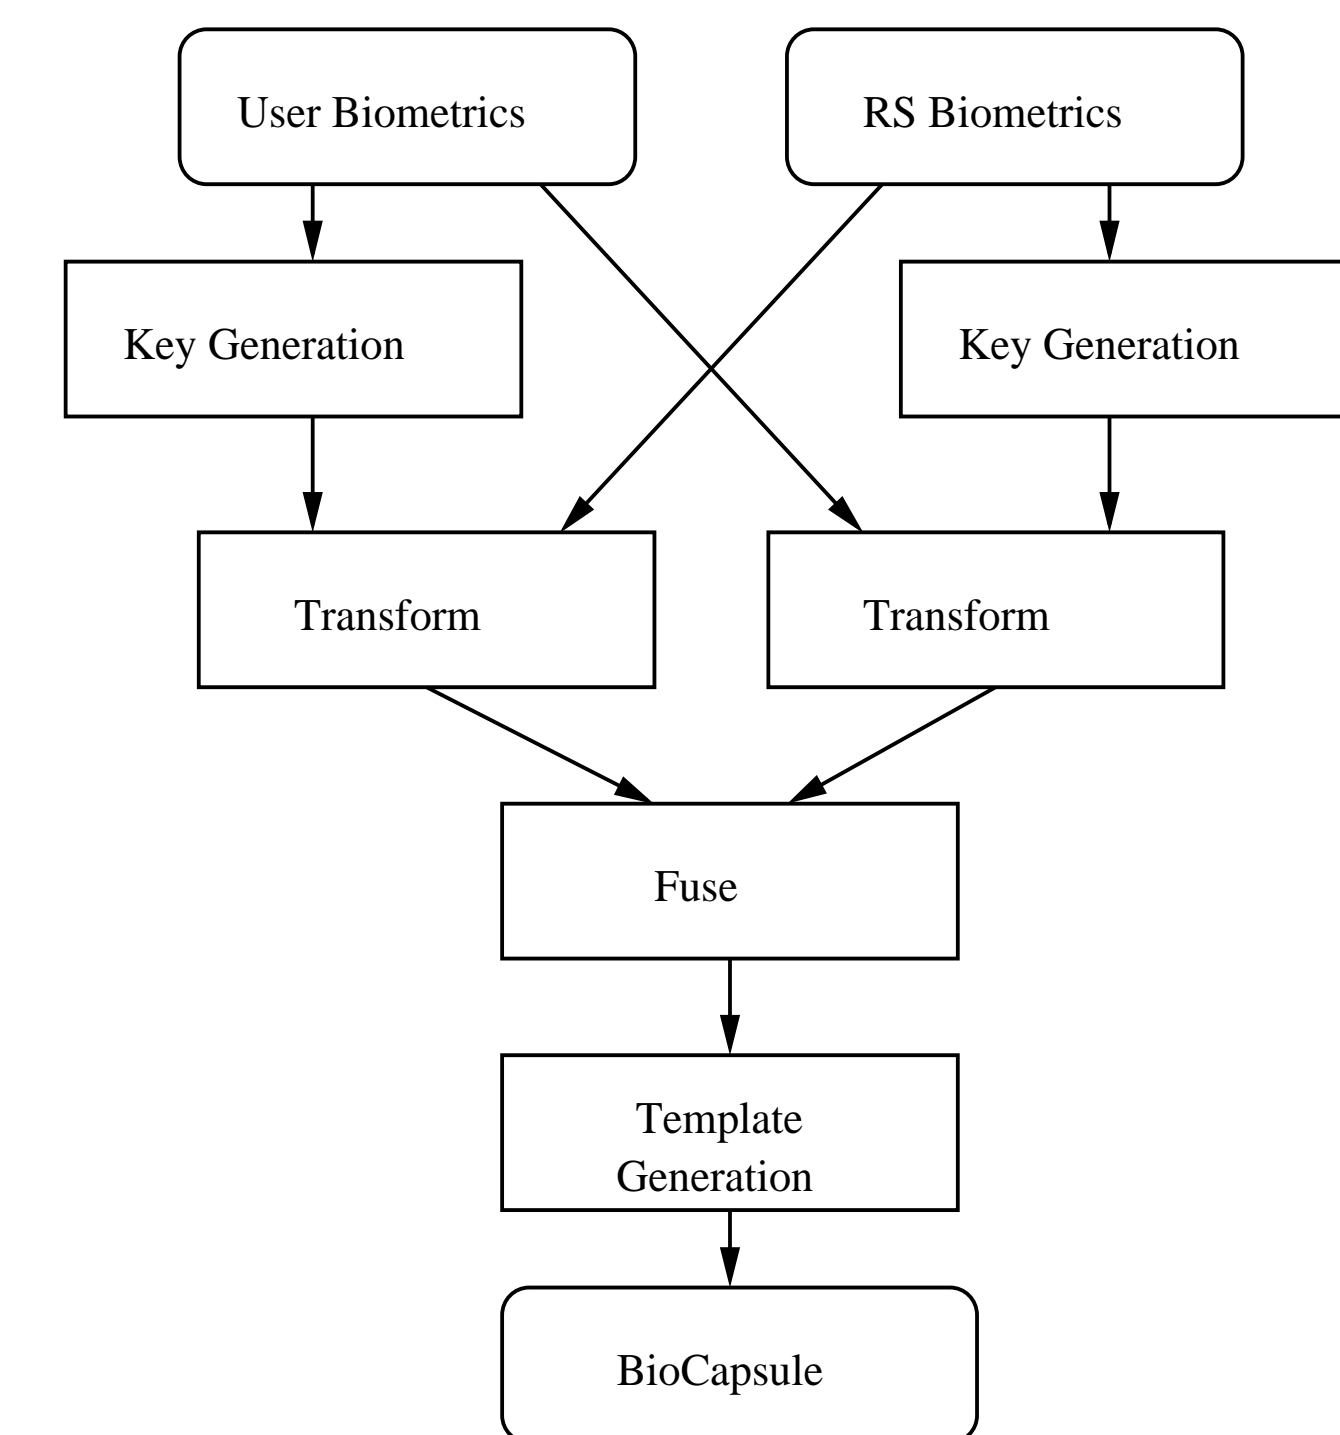 User Biometrics
RS Biometrics
Key Generation
Key Generation
Transform
Transform
Fuse
Template
Generation
BioCapsule